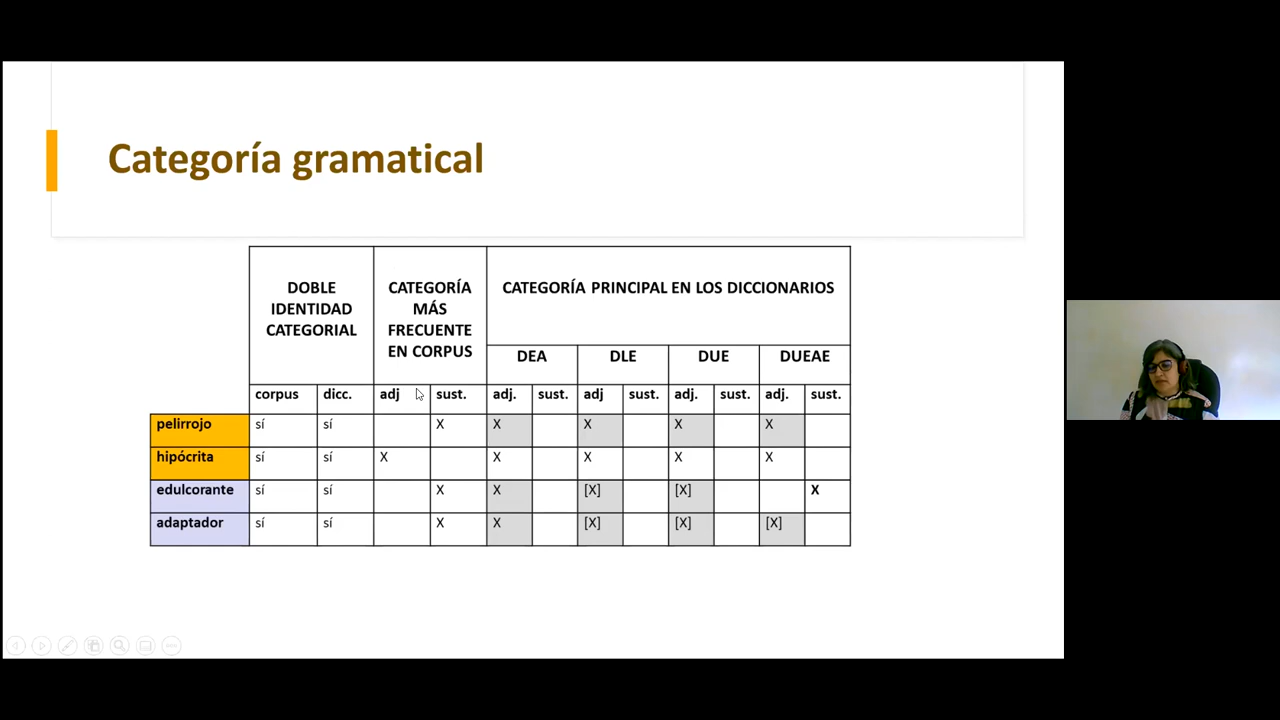 Categoría gramatical
DOBLE
IDENTIDAD
CATEGORIAL
CATEGORÍA
MÁS
FRECUENTE
EN CORPUS
CATEGORÍA PRINCIPAL EN LOS DICCIONARIOS
DEA DLE DUE DUEAE
corpus dicc. adj sust. adj. sust. adj sust. adj. sust. adj. sust.
pelirrojo sí sí X X X X X
hipócrita sí sí X X X X X
edulcorante sí sí X X [X] [X] X
adaptador sí sí X X [X] [X] [X]